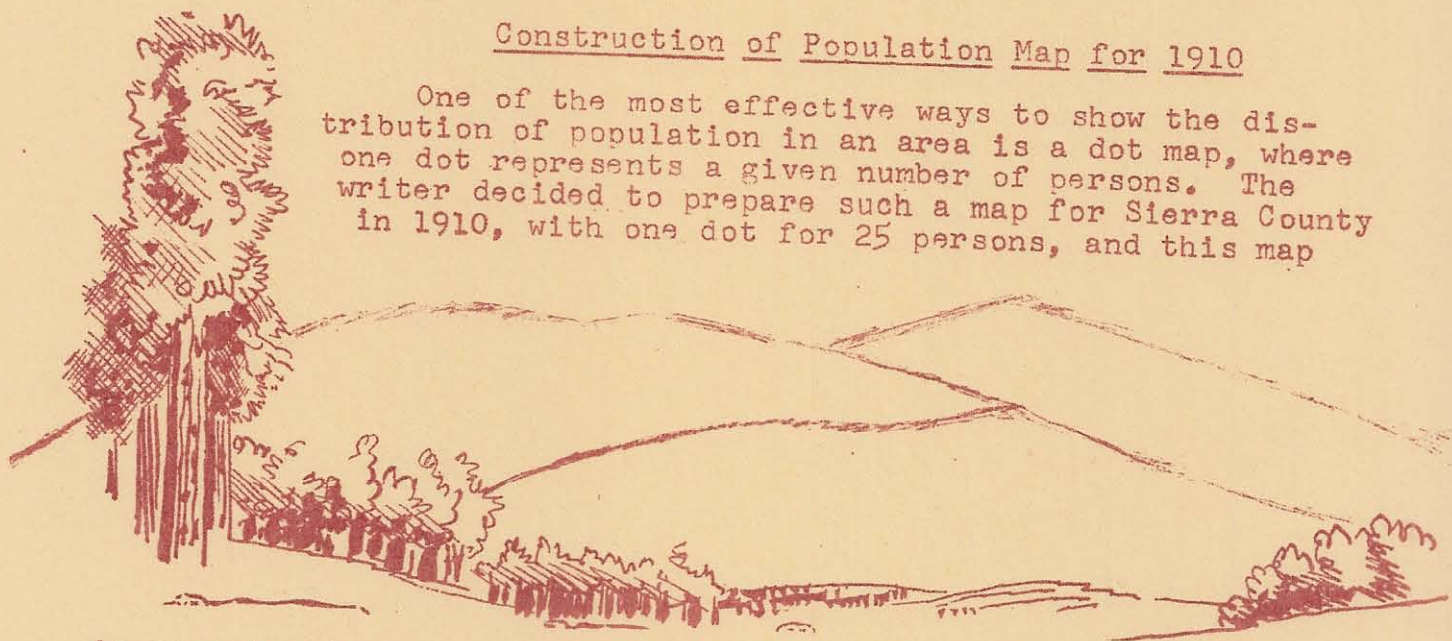 Construction of Population Map for 1910
One of the most effective ways to show the dis-
tribution of population in an area is a dot map, where
one dot represents a given number of persons. The
writer decided to prepare such a map for Sierra County
in 1910, with one dot for 25 persons, and this map